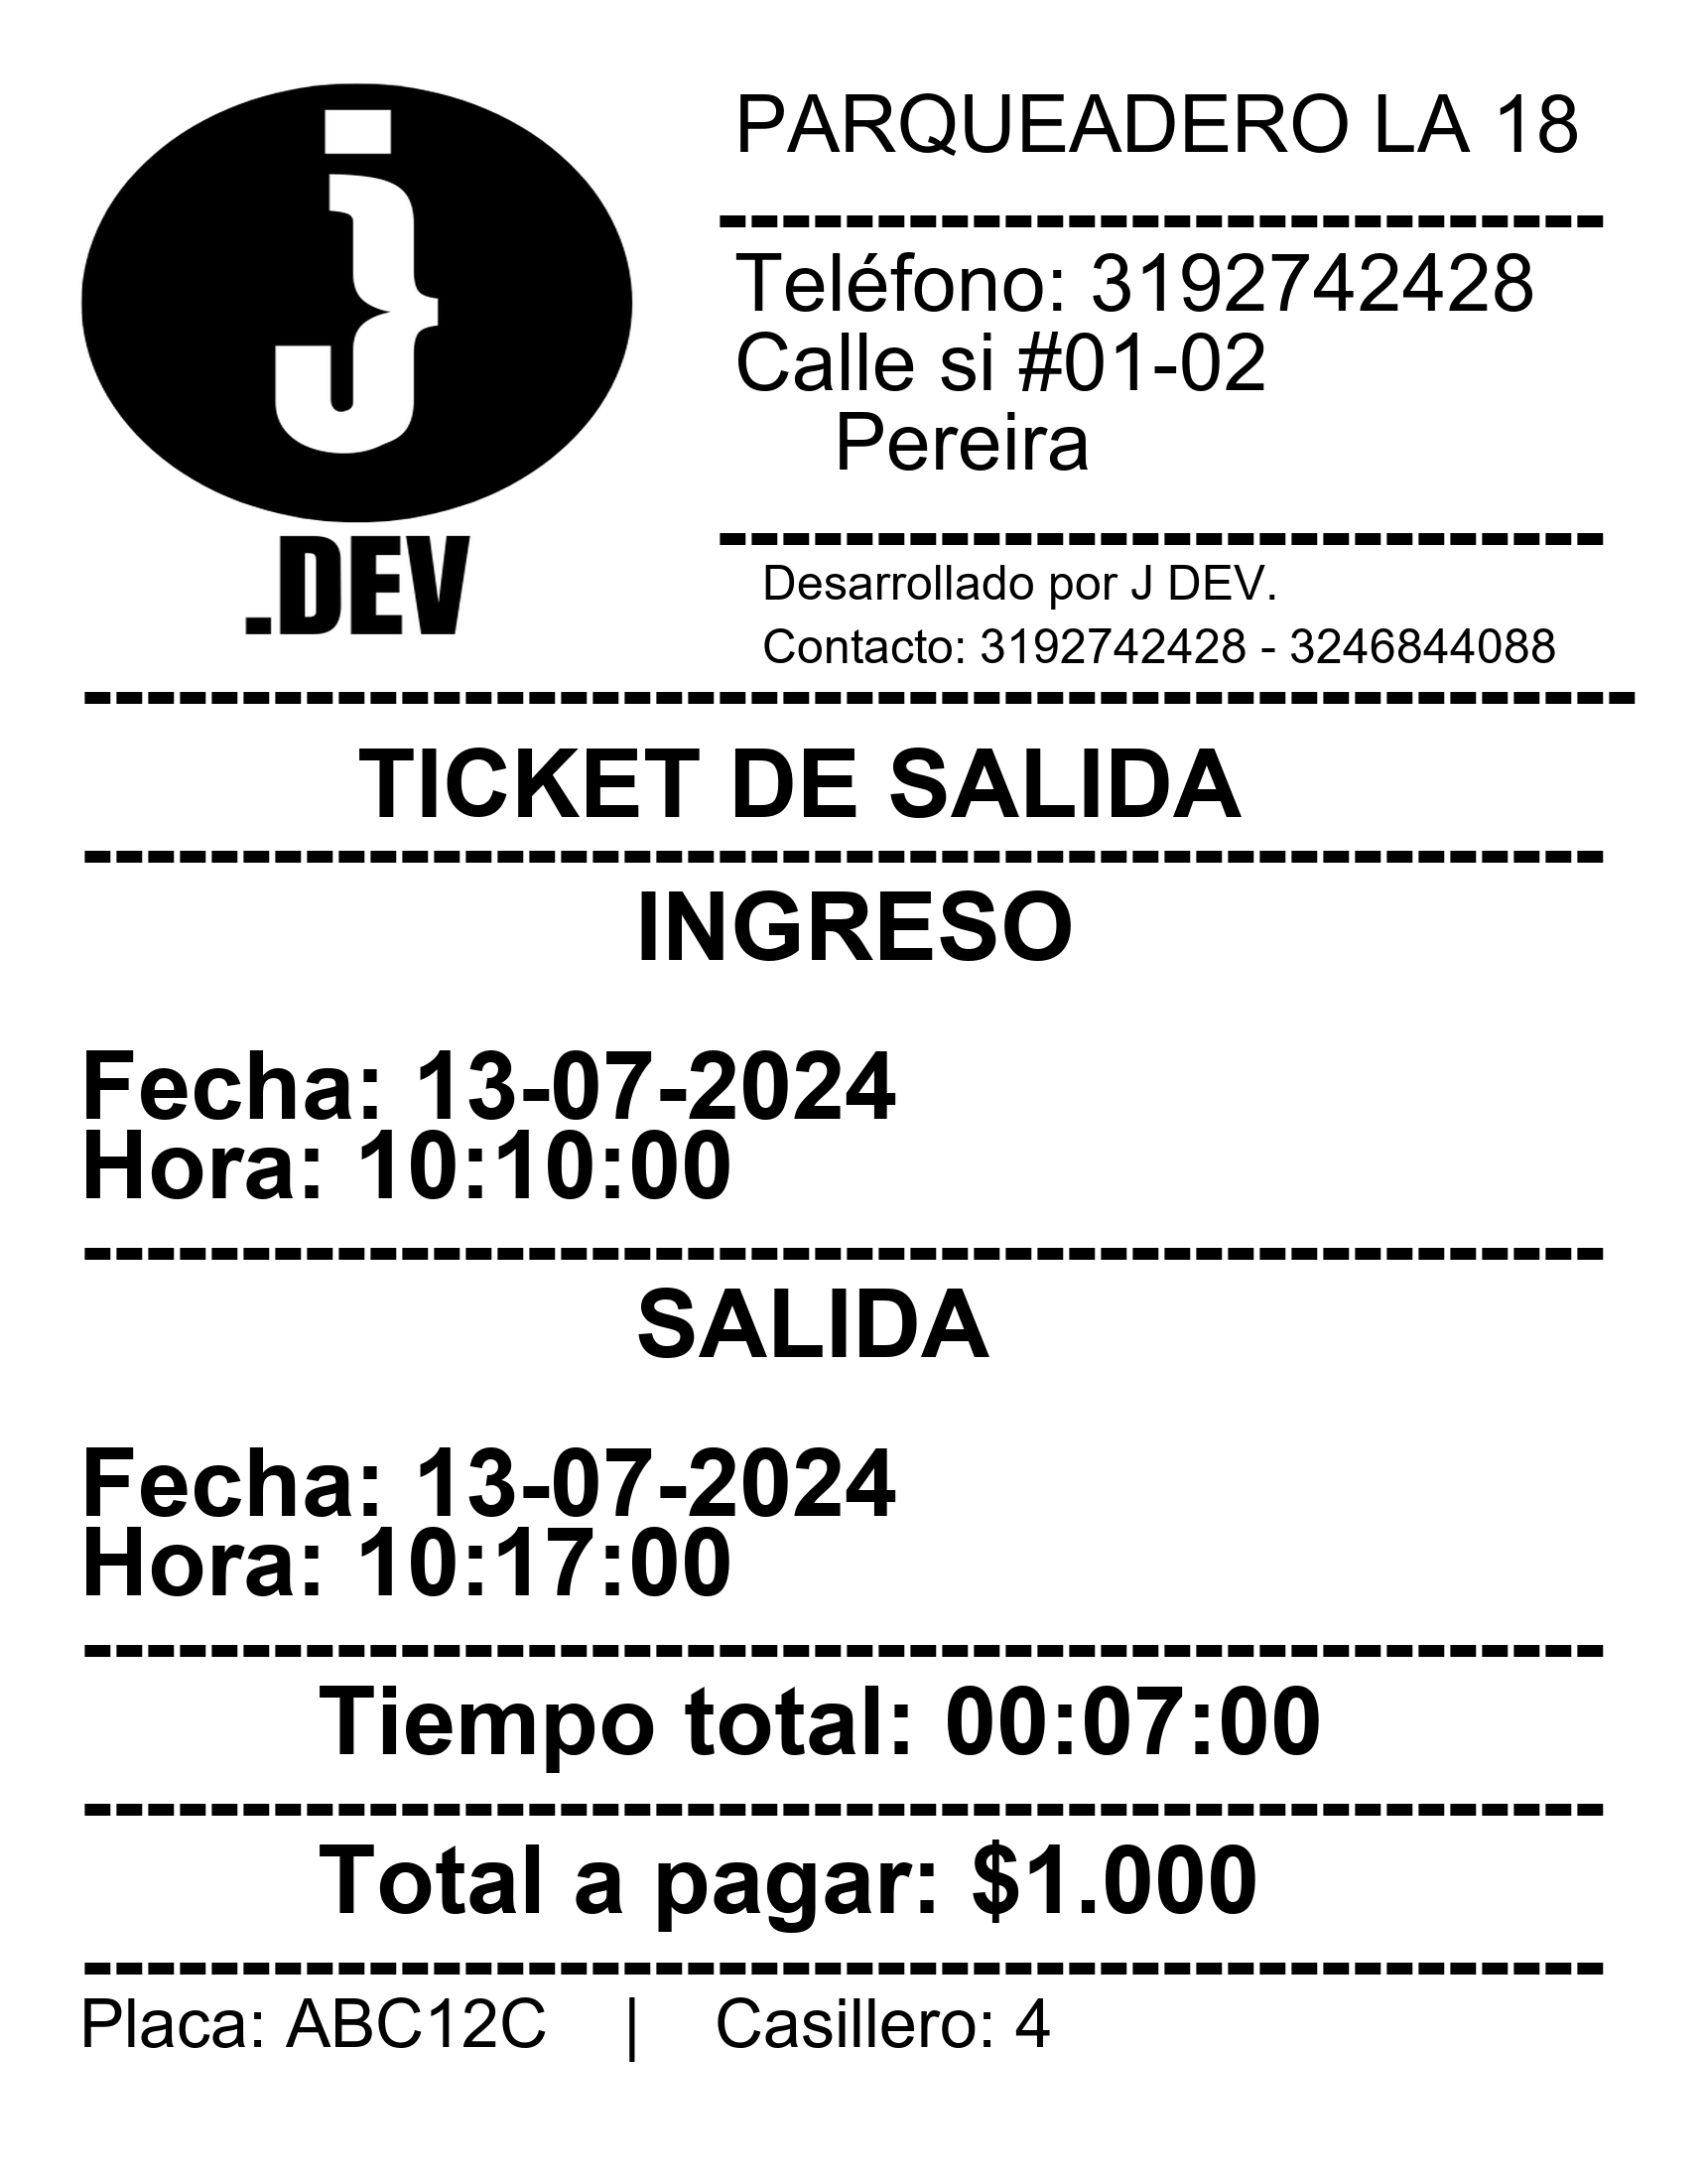 j
.DEV
PARQUEADERO LA 18
----------------------------
Teléfono: 3192742428
Calle si #01-02
Pereira
----------------------------
Desarrollado por J DEV.
Contacto: 3192742428 - 3246844088
-------------------------------------------------
TICKET DE SALIDA
------------------------------------------------
INGRESO
Fecha: 13-07-2024
Hora: 10:10:00
------------------------------------------------
SALIDA
Fecha: 13-07-2024
Hora: 10:17:00
------------------------------------------------
Tiempo total: 00:07:00
------------------------------------------------
Total a pagar: $1.000
------------------------------------------------
Placa: ABC12C | Casillero: 4